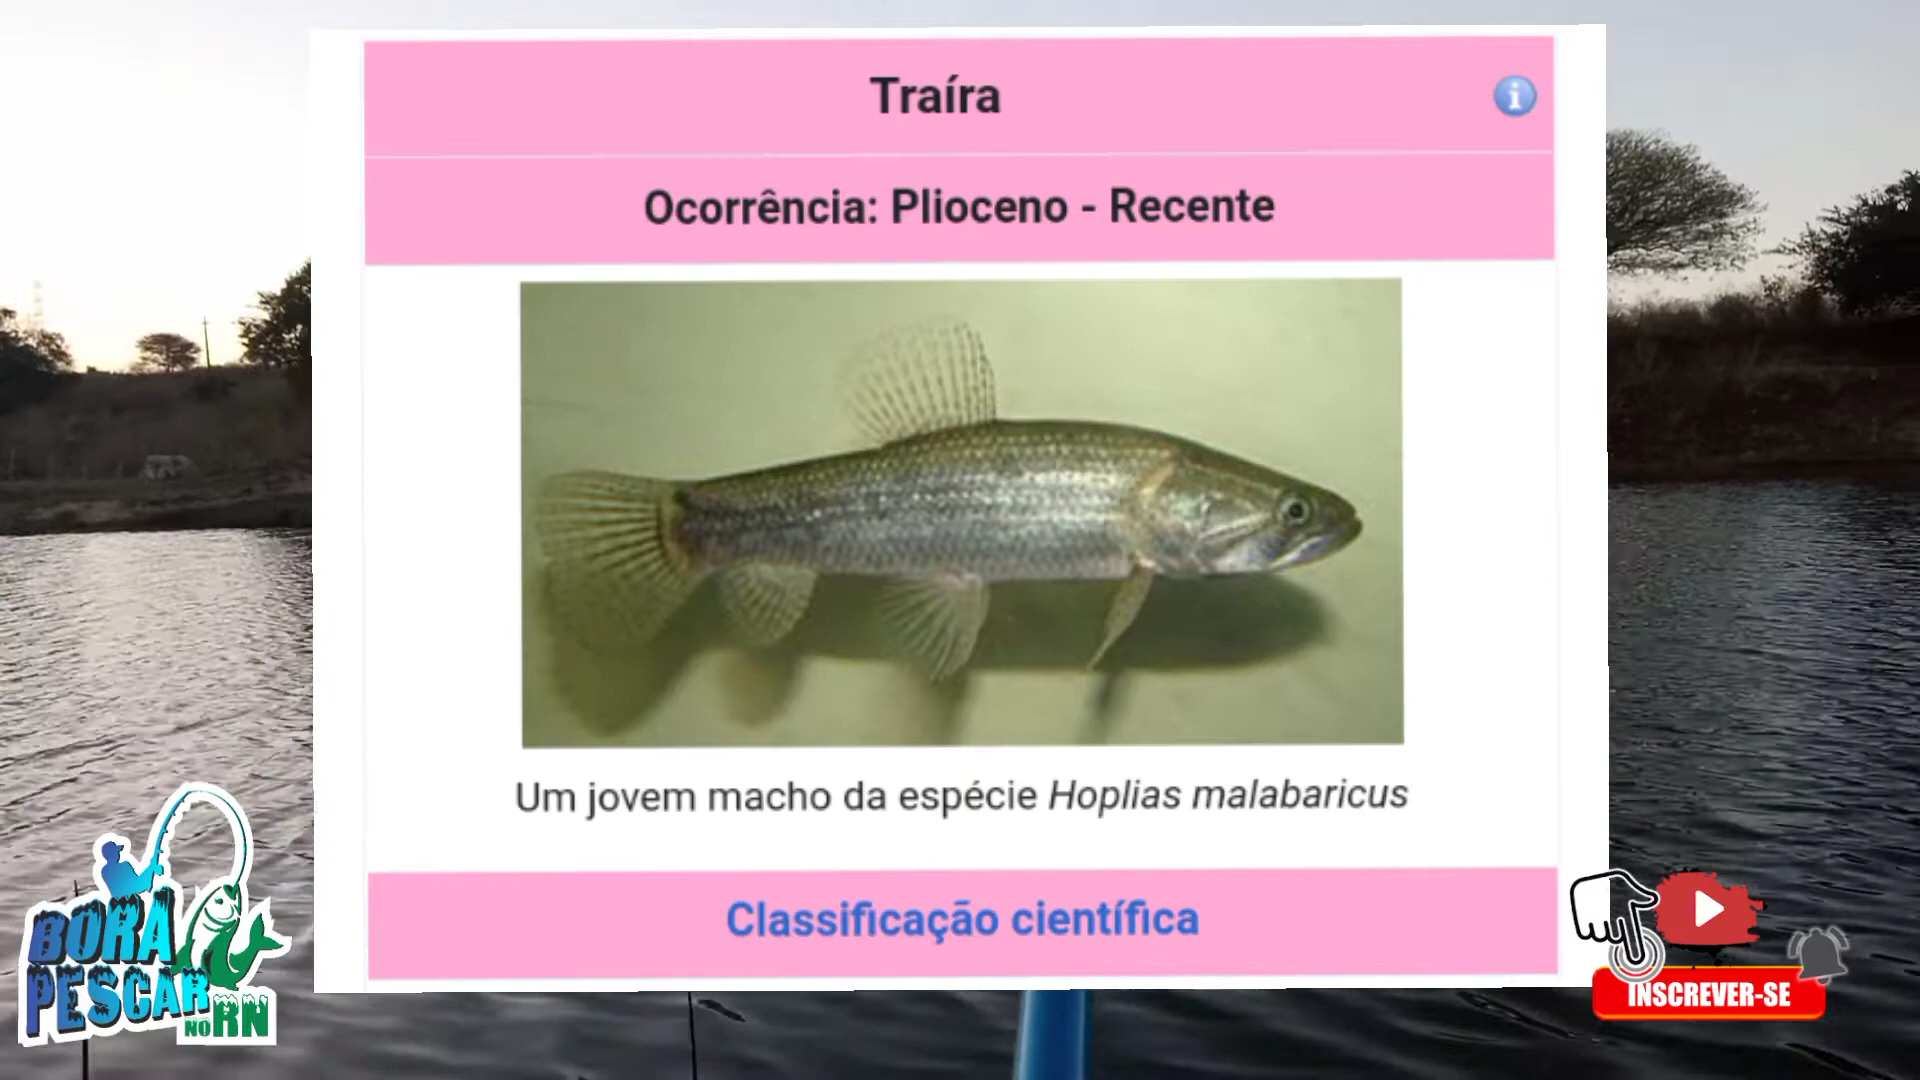 Traíra
Ocorrência: Plioceno - Recente
Um jovem macho da espécie Hoplias malabaricus
Classificação científica
BORA
PESCAR
NO RN
INSCREVER-SE